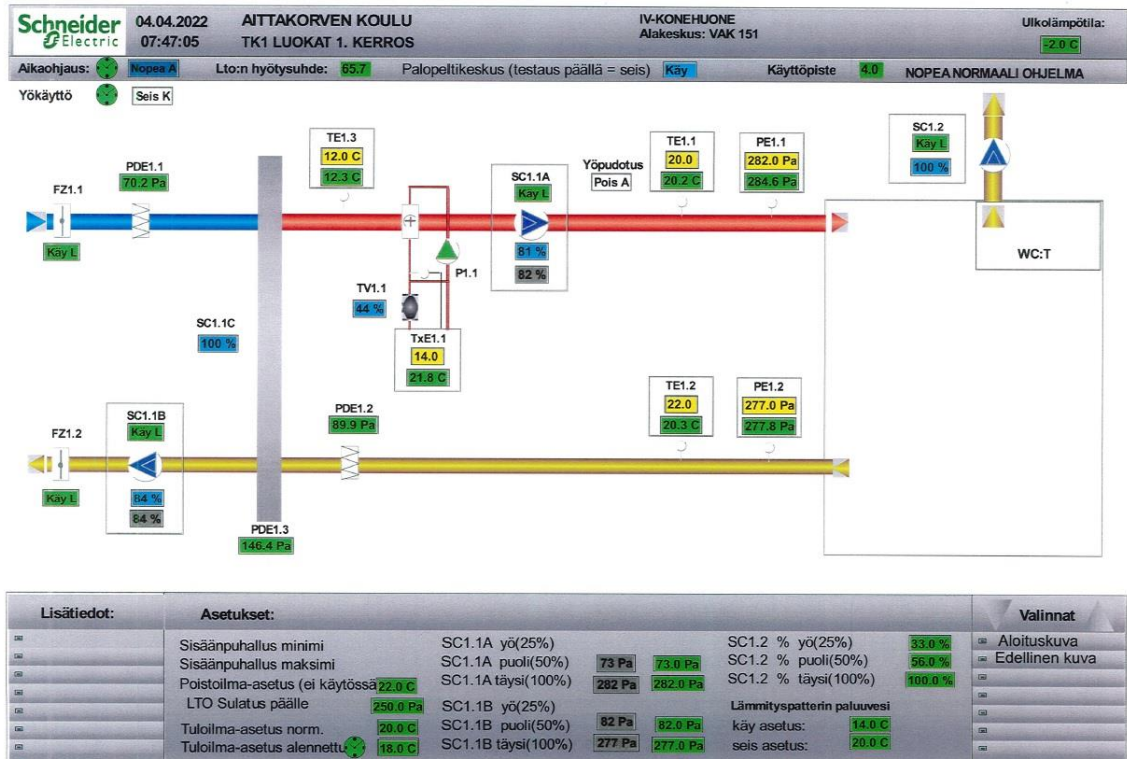 Schneider Electric
04.04.2022
07:47:05
AITTAKORVEN KOULU
TK1 LUOKAT 1. KERROS
IV-KONEHUONE
Alakeskus: VAK 151
Ulkolämpötila:
-2.0 C
Aikaohjaus: Nopea A Lto:n hyötysuhde: 65.7 Palopeltikeskus (testaus päällä = seis) Käy Käyttöpiste 4.0 NOPEA NORMAALI OHJELMA
Yökäyttö Seis K
FZ1.1
Käy L
PDE1.1
70.2 Pa
TE1.3
12.0 C
12.3 C
SC1.1A
Käy L
81 %
82 %
Yöpudotus
Pois A
TE1.1
20.0
20.2 C
PE1.1
282.0 Pa
284.6 Pa
SC1.2
Käy L
100 %
WC:T
P1.1
TV1.1
44 %
TxE1.1
14.0
21.8 C
SC1.1C
100 %
FZ1.2
Käy L
SC1.1B
Käy L
84 %
84 %
PDE1.3
146.4 Pa
PDE1.2
89.9 Pa
TE1.2
22.0
20.3 C
PE1.2
277.0 Pa
277.8 Pa
Lisätiedot:
Asetukset:
Sisäänpuhallus minimi
Sisäänpuhallus maksimi
Poistoilma-asetus (ei käytössä 22.0 C
LTO Sulatus päälle 250.0 Pa
Tuloilma-asetus norm. 20.0 C
Tuloilma-asetus alennettu 18.0 C
SC1.1A yö(25%)
SC1.1A puoli(50%) 73 Pa 73.0 Pa
SC1.1A täysi(100%) 282 Pa 282.0 Pa
SC1.1B yö(25%)
SC1.1B puoli(50%) 82 Pa 82.0 Pa
SC1.1B täysi(100%) 277 Pa 277.0 Pa
SC1.2 % yö(25%) 33.0 %
SC1.2 % puoli(50%) 56.0 %
SC1.2 % täysi(100%) 100.0 %
Lämmityspatterin paluuvesi
käy asetus: 14.0 C
seis asetus: 20.0 C
Valinnat
Aloituskuva
Edellinen kuva